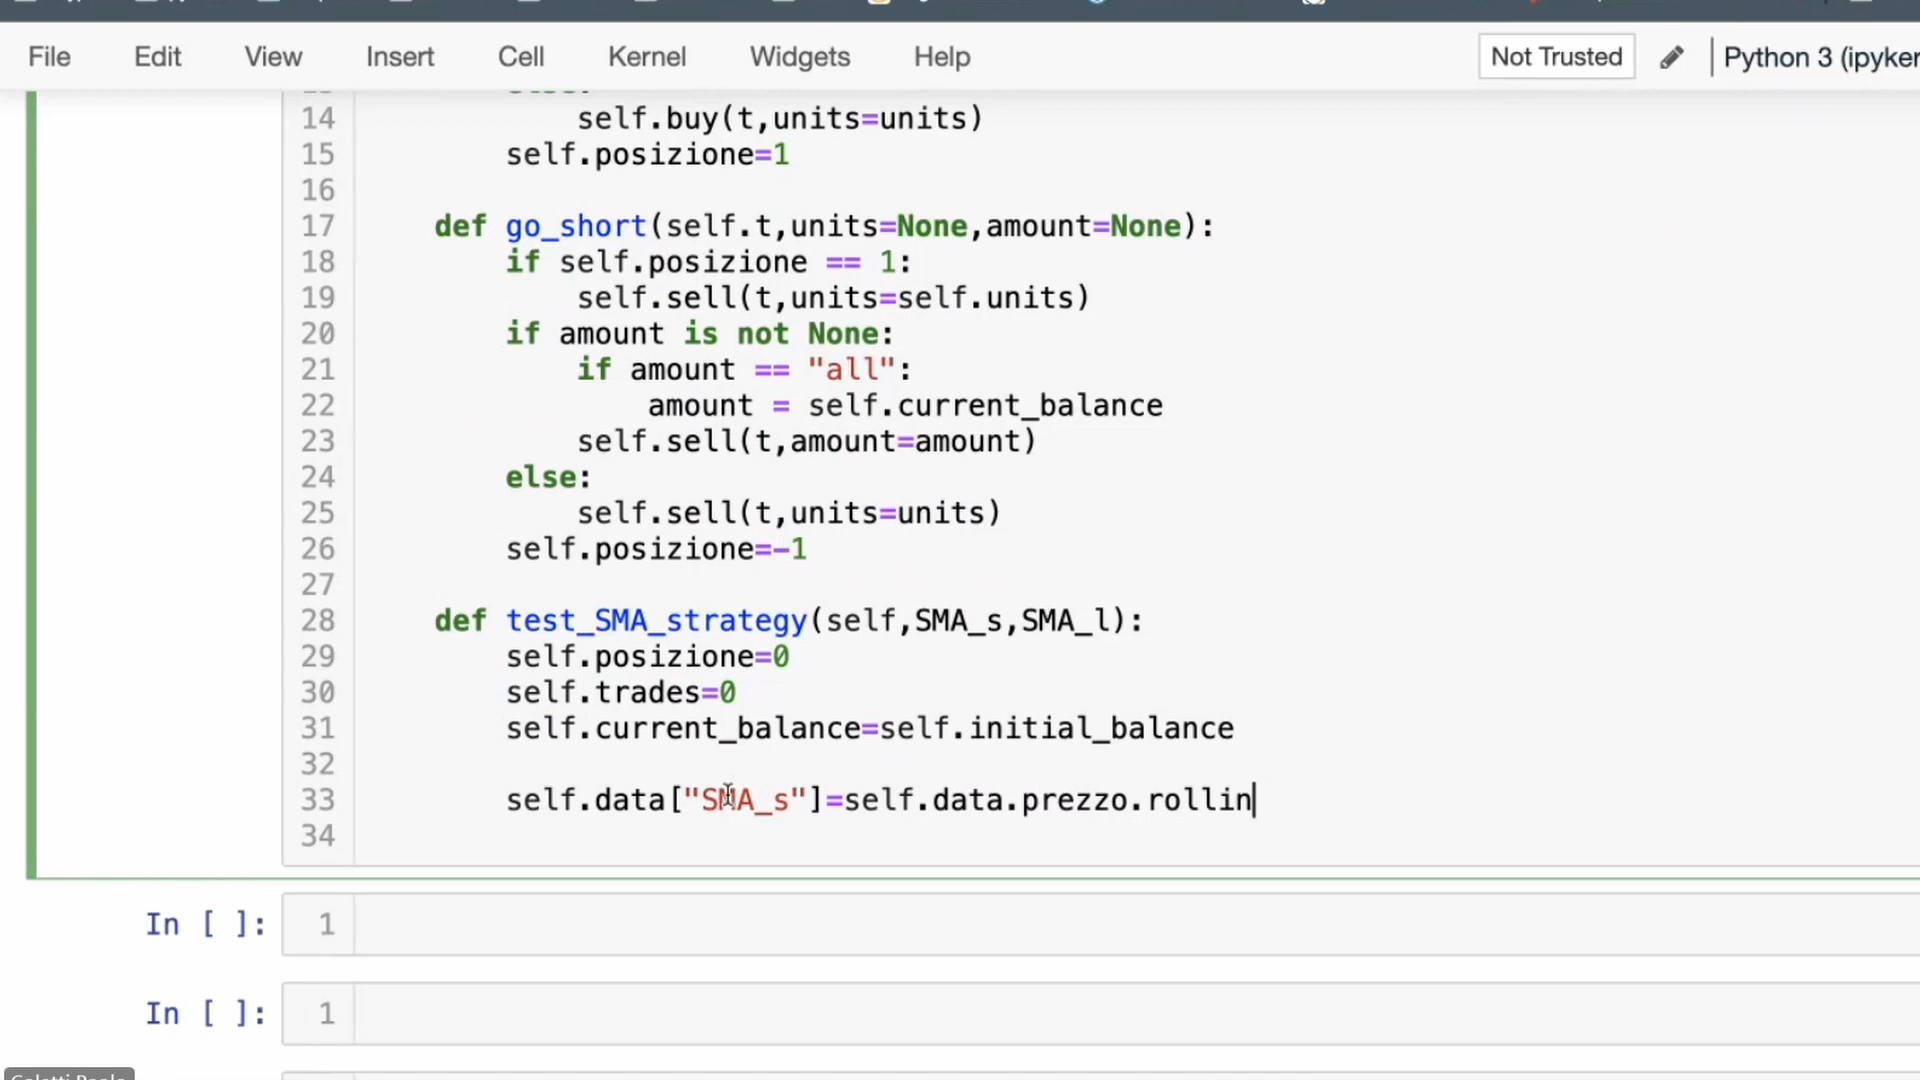 File Edit View Insert Cell Kernel Widgets Help Not Trusted Python 3 (ipyker
14 self.buy(t,units=units)
15 self.posizione=1
16
17 def go_short(self.t,units=None,amount=None):
18 if self.posizione == 1:
19 self.sell(t,units=self.units)
20 if amount is not None:
21 if amount == "all":
22 amount = self.current_balance
23 self.sell(t,amount=amount)
24 else:
25 self.sell(t,units=units)
26 self.posizione=-1
27
28 def test_SMA_strategy(self,SMA_s,SMA_l):
29 self.posizione=0
30 self.trades=0
31 self.current_balance=self.initial_balance
32
33 self.data["SMA_s"]=self.data.prezzo.rollin
34
In [ ]: 1
In [ ]: 1